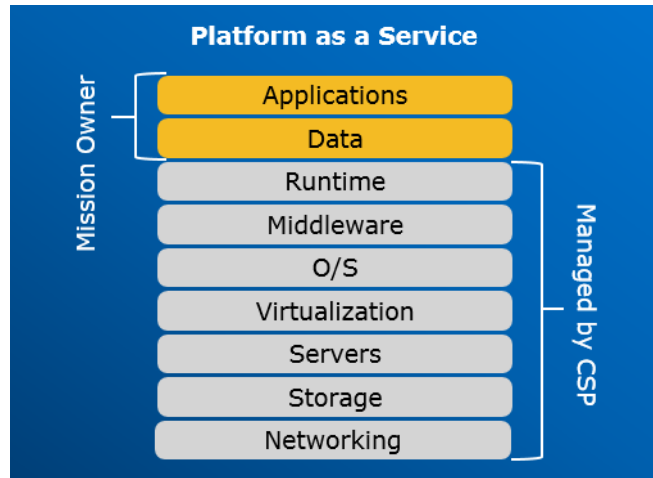 Platform as a Service
Mission Owner
Applications
Data
Runtime
Middleware
O/S
Virtualization
Servers
Storage
Networking
Managed by CSP